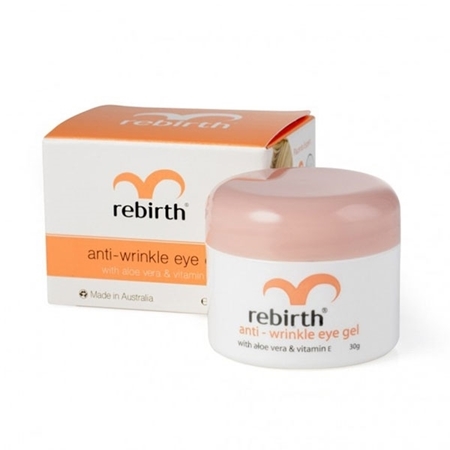 rebirth®
rebirth®
anti-wrinkle eye
with aloe vera & vitamin
Made in Australia
rebirth®
anti - wrinkle eye gel
with aloe vera & vitamin E
30g